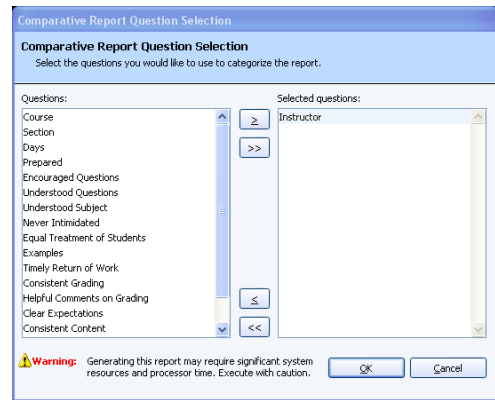 Comparative Report Question Selection
Comparative Report Question Selection
Select the questions you would like to use to categorize the report.
Questions:
Selected questions:
Course
Section
Days
Prepared
Encouraged Questions
Understood Questions
Understood Subject
Never Intimidated
Equal Treatment of Students
Examples
Timely Return of Work
Consistent Grading
Helpful Comments on Grading
Clear Expectations
Consistent Content
≥
>>
≤
<<
Instructor
Warning: Generating this report may require significant system
resources and processor time. Execute with caution.
OK
Cancel